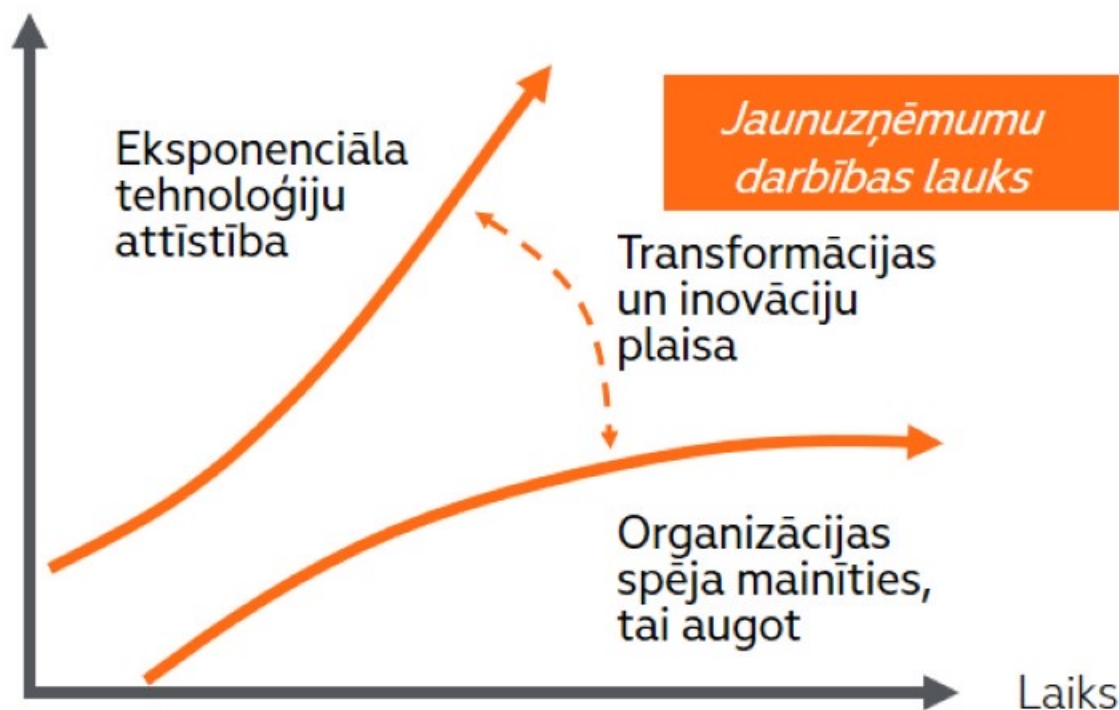 Eksponenciāla
tehnoloģiju
attīstība
Jaunuzņēmumu
darbības lauks
Transformācijas
un inovāciju
plaisa
Organizācijas
spēja mainīties,
tai augot
Laiks